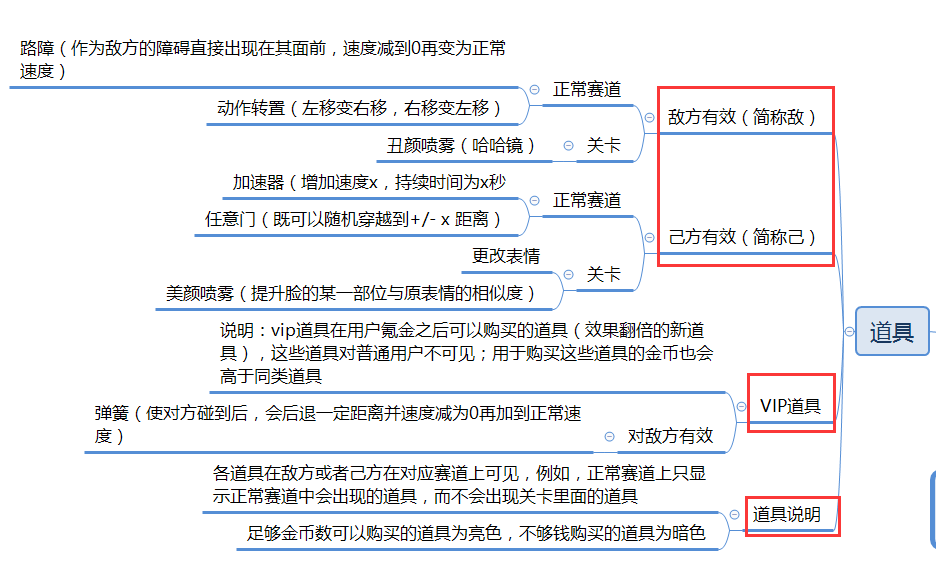 路障（作为敌方的障碍直接出现在其面前，速度减到0再变为正常
速度）
正常赛道
动作转置（左移变右移，右移变左移）
敌方有效（简称敌）
丑颜喷雾（哈哈镜）
关卡
加速器（增加速度x，持续时间为x秒
正常赛道
任意门（既可以随机穿越到+/- x 距离）
己方有效（简称己）
更改表情
关卡
美颜喷雾（提升脸的某一部位与原表情的相似度）
道具
说明：vip道具在用户氪金之后可以购买的道具（效果翻倍的新道
具），这些道具对普通用户不可见；用于购买这些道具的金币也会
高于同类道具
VIP道具
弹簧（使对方碰到后，会后退一定距离并速度减为0再加到正常速
度）
对敌方有效
各道具在敌方或者己方在对应赛道上可见，例如，正常赛道上只显
示正常赛道中会出现的道具，而不会出现关卡里面的道具
道具说明
足够金币数可以购买的道具为亮色，不够钱购买的道具为暗色